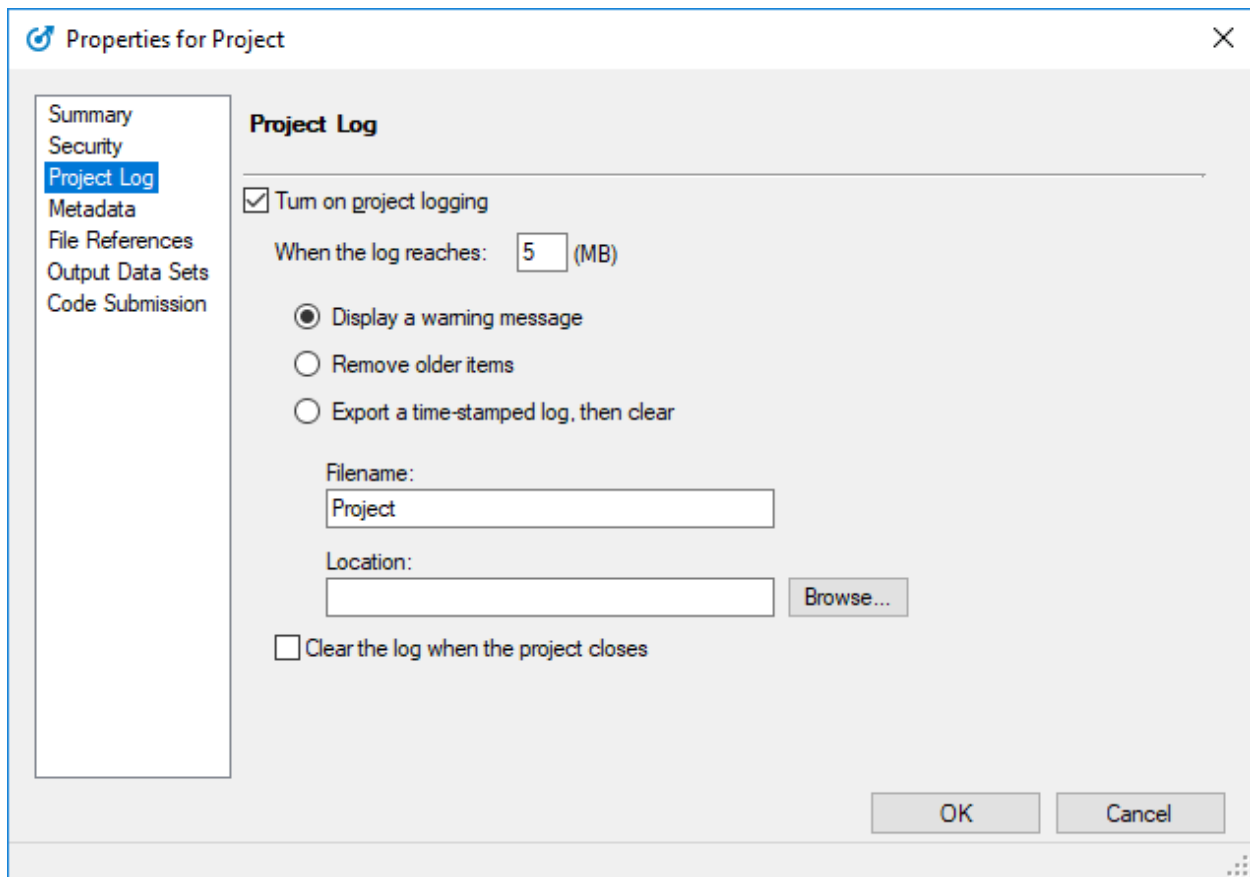 Properties for Project
Summary
Security
Project Log
Metadata
File References
Output Data Sets
Code Submission
Project Log
Turn on project logging
When the log reaches: 5 (MB)
Display a warning message
Remove older items
Export a time-stamped log, then clear
Filename:
Project
Location:
Browse...
Clear the log when the project closes
OK Cancel